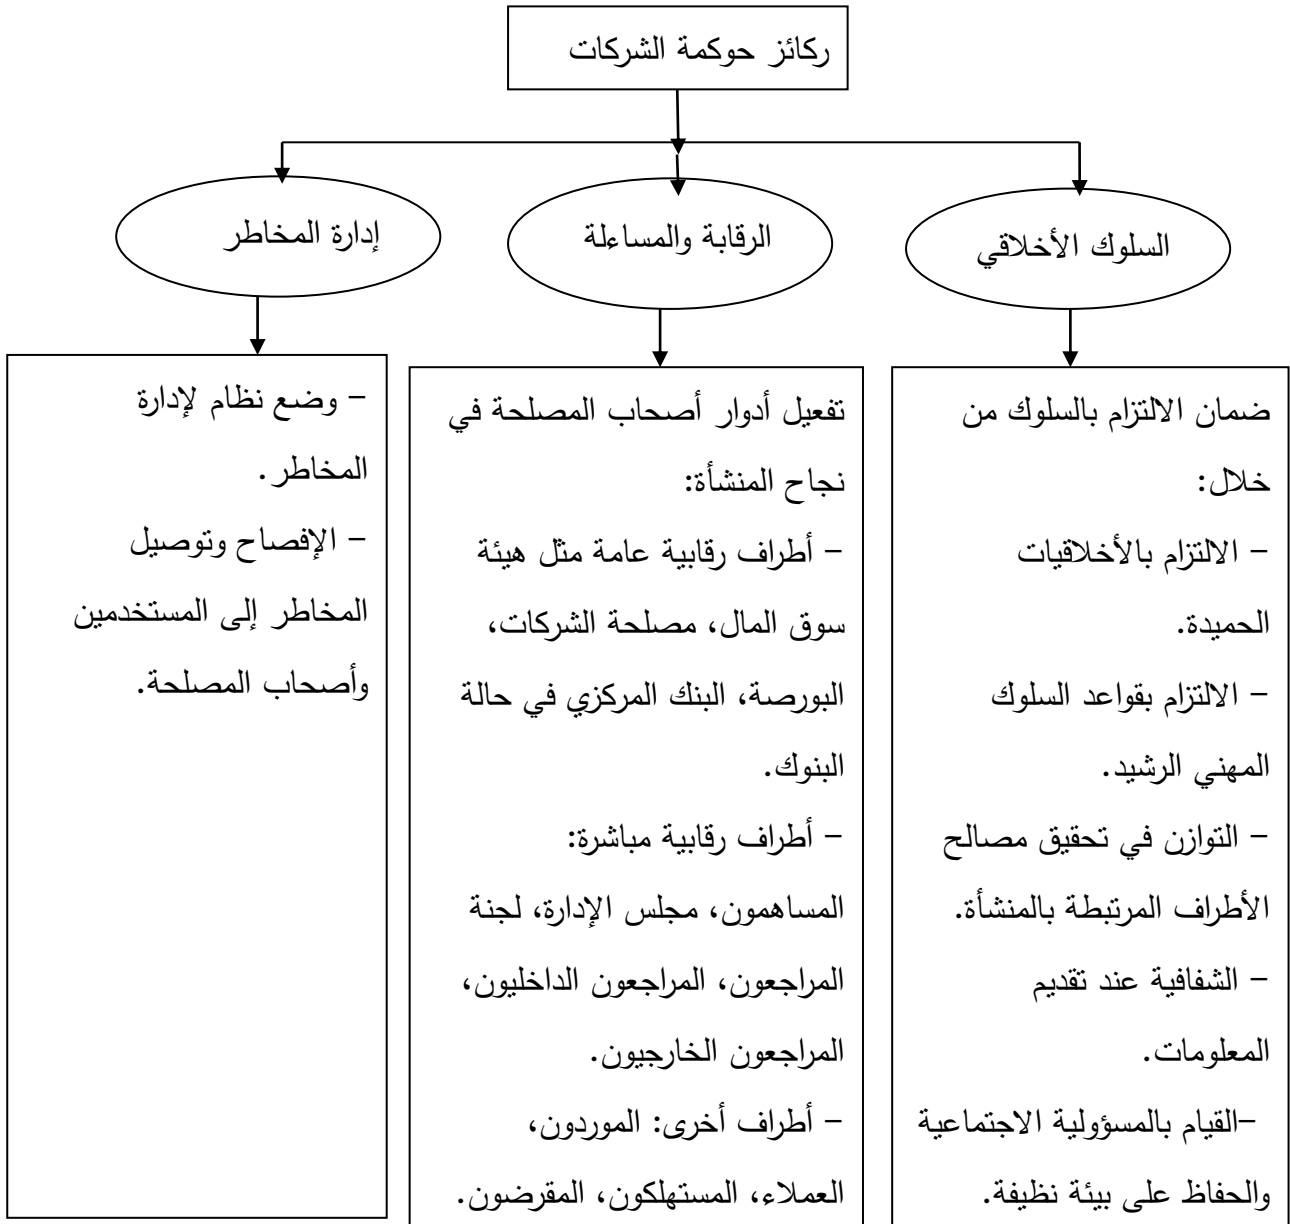 ركائز حوكمة الشركات
السلوك الأخلاقي
الرقابة والمساءلة
إدارة المخاطر
ضمان الالتزام بالسلوك من
خلال:
– الالتزام بالأخلاقيات
الحميدة.
– الالتزام بقواعد السلوك
المهني الرشيد.
– التوازن في تحقيق مصالح
الأطراف المرتبطة بالمنشأة.
– الشفافية عند تقديم
المعلومات.
–القيام بالمسؤولية الاجتماعية
والحفاظ على بيئة نظيفة.
تفعيل أدوار أصحاب المصلحة في
نجاح المنشأة:
– أطراف رقابية عامة مثل هيئة
سوق المال، مصلحة الشركات،
البورصة، البنك المركزي في حالة
البنوك.
– أطراف رقابية مباشرة:
المساهمون، مجلس الإدارة، لجنة
المراجعون، المراجعون الداخليون،
المراجعون الخارجيون.
– أطراف أخرى: الموردون،
العملاء، المستهلكون، المقرضون.
– وضع نظام لإدارة
المخاطر.
– الإفصاح وتوصيل
المخاطر إلى المستخدمين
وأصحاب المصلحة.